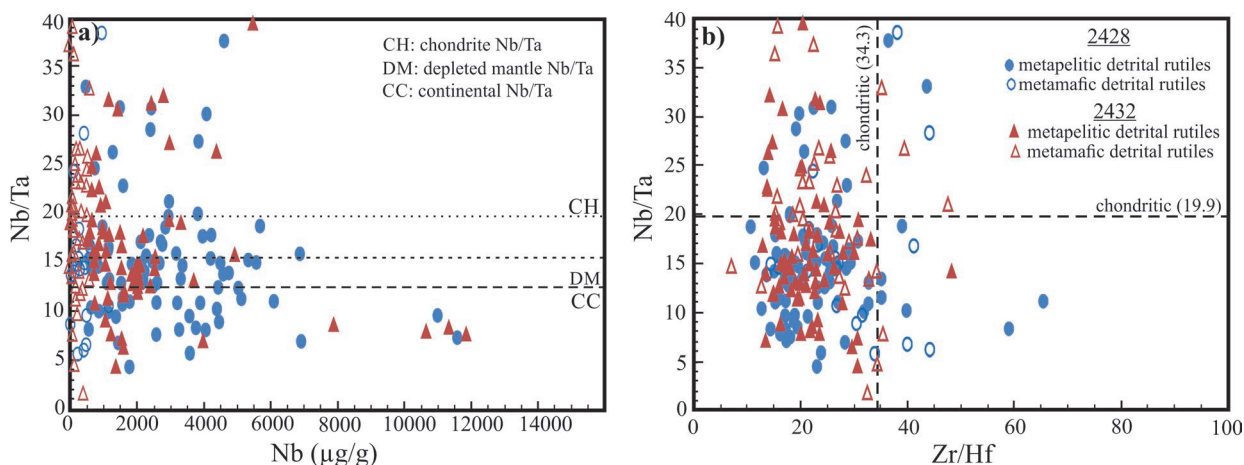 a)
CH: chondrite Nb/Ta
DM: depleted mantle Nb/Ta
CC: continental Nb/Ta
CH
DM
CC
Nb/Ta
40
35
30
25
20
15
10
5
0
0 2000 4000 6000 8000 10000 12000 14000
Nb (µg/g)
b)
2428
metapelitic detrital rutiles
metamafic detrital rutiles
2432
metapelitic detrital rutiles
metamafic detrital rutiles
chondritic (34.3)
chondritic (19.9)
Nb/Ta
40
35
30
25
20
15
10
5
0
0 20 40 60 80 100
Zr/Hf